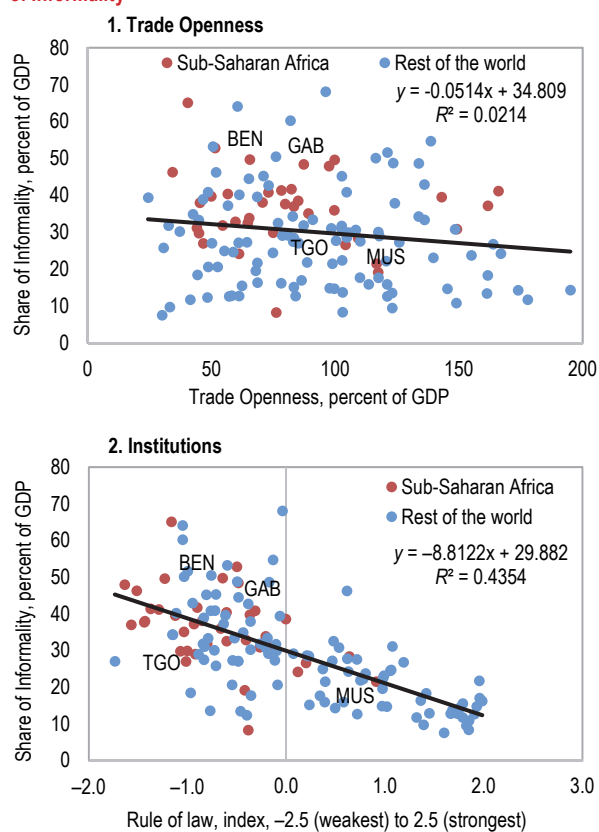 1. Trade Openness
Share of Informality, percent of GDP
80
70
60
50
40
30
20
10
0
Sub-Saharan Africa
Rest of the world
y = -0.0514x + 34.809
R² = 0.0214
BEN
GAB
TGO
MUS
0
50
100
150
200
Trade Openness, percent of GDP
2. Institutions
Share of Informality, percent of GDP
80
70
60
50
40
30
20
10
0
Sub-Saharan Africa
Rest of the world
y = –8.8122x + 29.882
R² = 0.4354
BEN
GAB
TGO
MUS
–2.0
–1.0
0.0
1.0
2.0
3.0
Rule of law, index, –2.5 (weakest) to 2.5 (strongest)